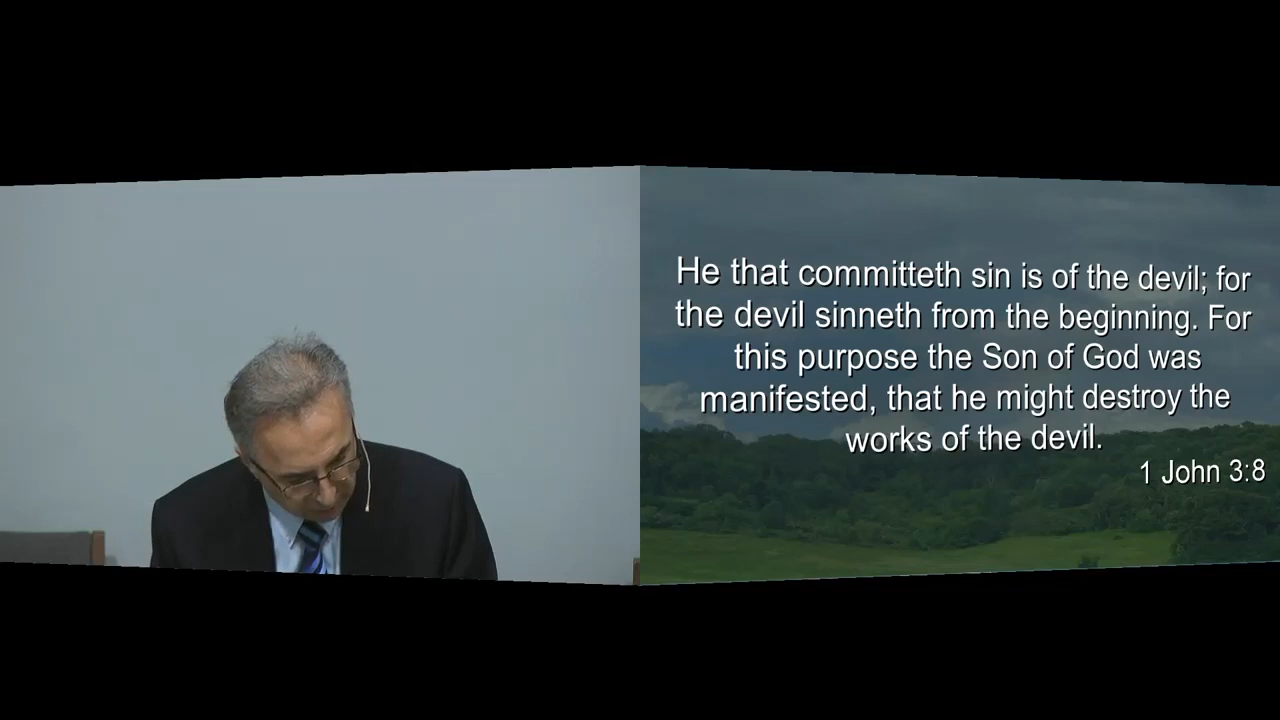 He that committeth sin is of the devil; for
the devil sinneth from the beginning. For
this purpose the Son of God was
manifested, that he might destroy the
works of the devil.
1 John 3:8